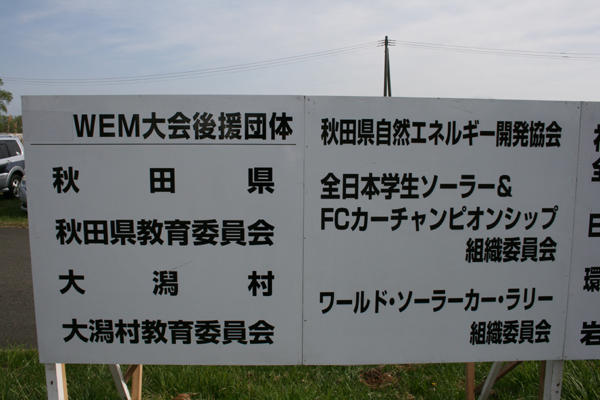 WEM大会後援団体
秋田県
秋田県教育委員会
大潟村
大潟村教育委員会
秋田県自然エネルギー開発協会
全日本学生ソーラー&
FCカーチャンピオンシップ
組織委員会
ワールド・ソーラーカー・ラリー
組織委員会
全
日
環
岩